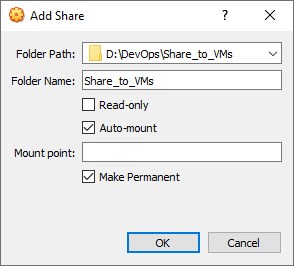 Add Share
?
Folder Path: D:\DevOps\Share_to_VMs
Folder Name: Share_to_VMs
Read-only
Auto-mount
Mount point:
Make Permanent
OK Cancel